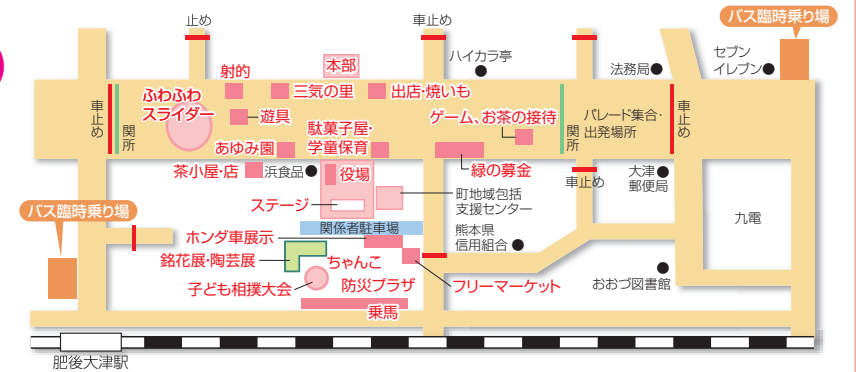 バス臨時乗り場
止め
車止め
ハイカラ亭
法務局
セブン
イレブン
本部
射的
三気の里
出店・焼いも
ふわふわ
スライダー
遊具
車止め
関所
駄菓子屋・
学童保育
ゲーム、お茶の接待
関所
パレード集合・
出発場所
車止め
あゆみ園
茶小屋・店
浜食品
役場
緑の募金
車止め
大津
郵便局
町地域包括
支援センター
ステージ
バス臨時乗り場
関係者駐車場
九電
ホンダ車展示
熊本県
信用組合
銘花展・陶芸展
ちゃんこ
子ども相撲大会
防災プラザ
フリーマーケット
おおづ図書館
乗馬
肥後大津駅